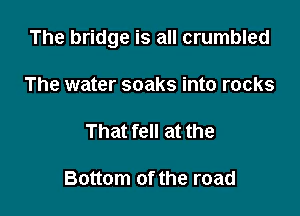 The bridge is all crumbled
The water soaks into rocks
That fell at the
Bottom of the road